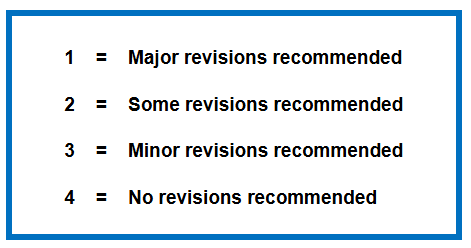 1 = Major revisions recommended
2 = Some revisions recommended
3 = Minor revisions recommended
4 = No revisions recommended